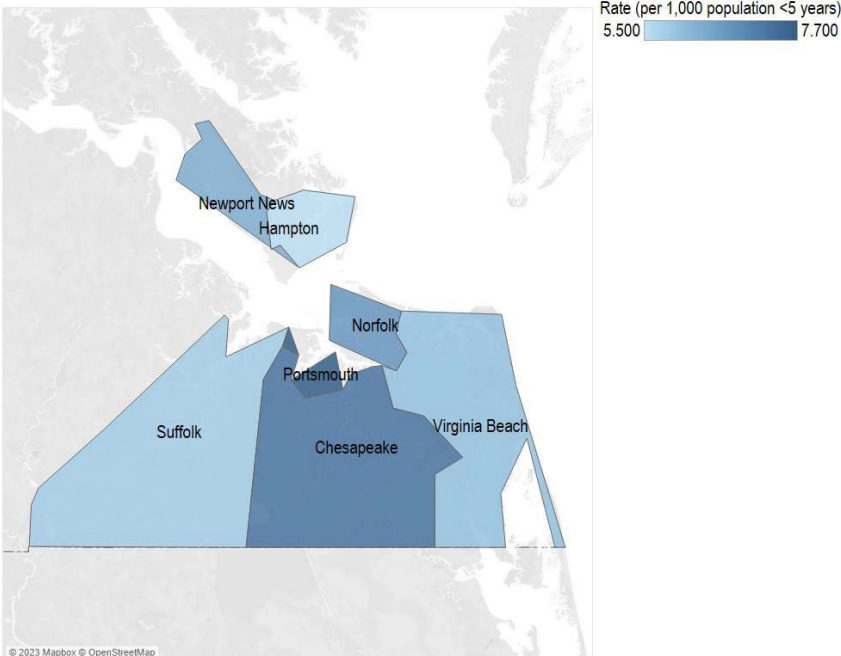 Rate (per 1,000 population <5 years)
5.500 7.700
Newport News
Hampton
Norfolk
Portsmouth
Suffolk
Virginia Beach
Chesapeake
© 2023 Mapbox © OpenStreetMap